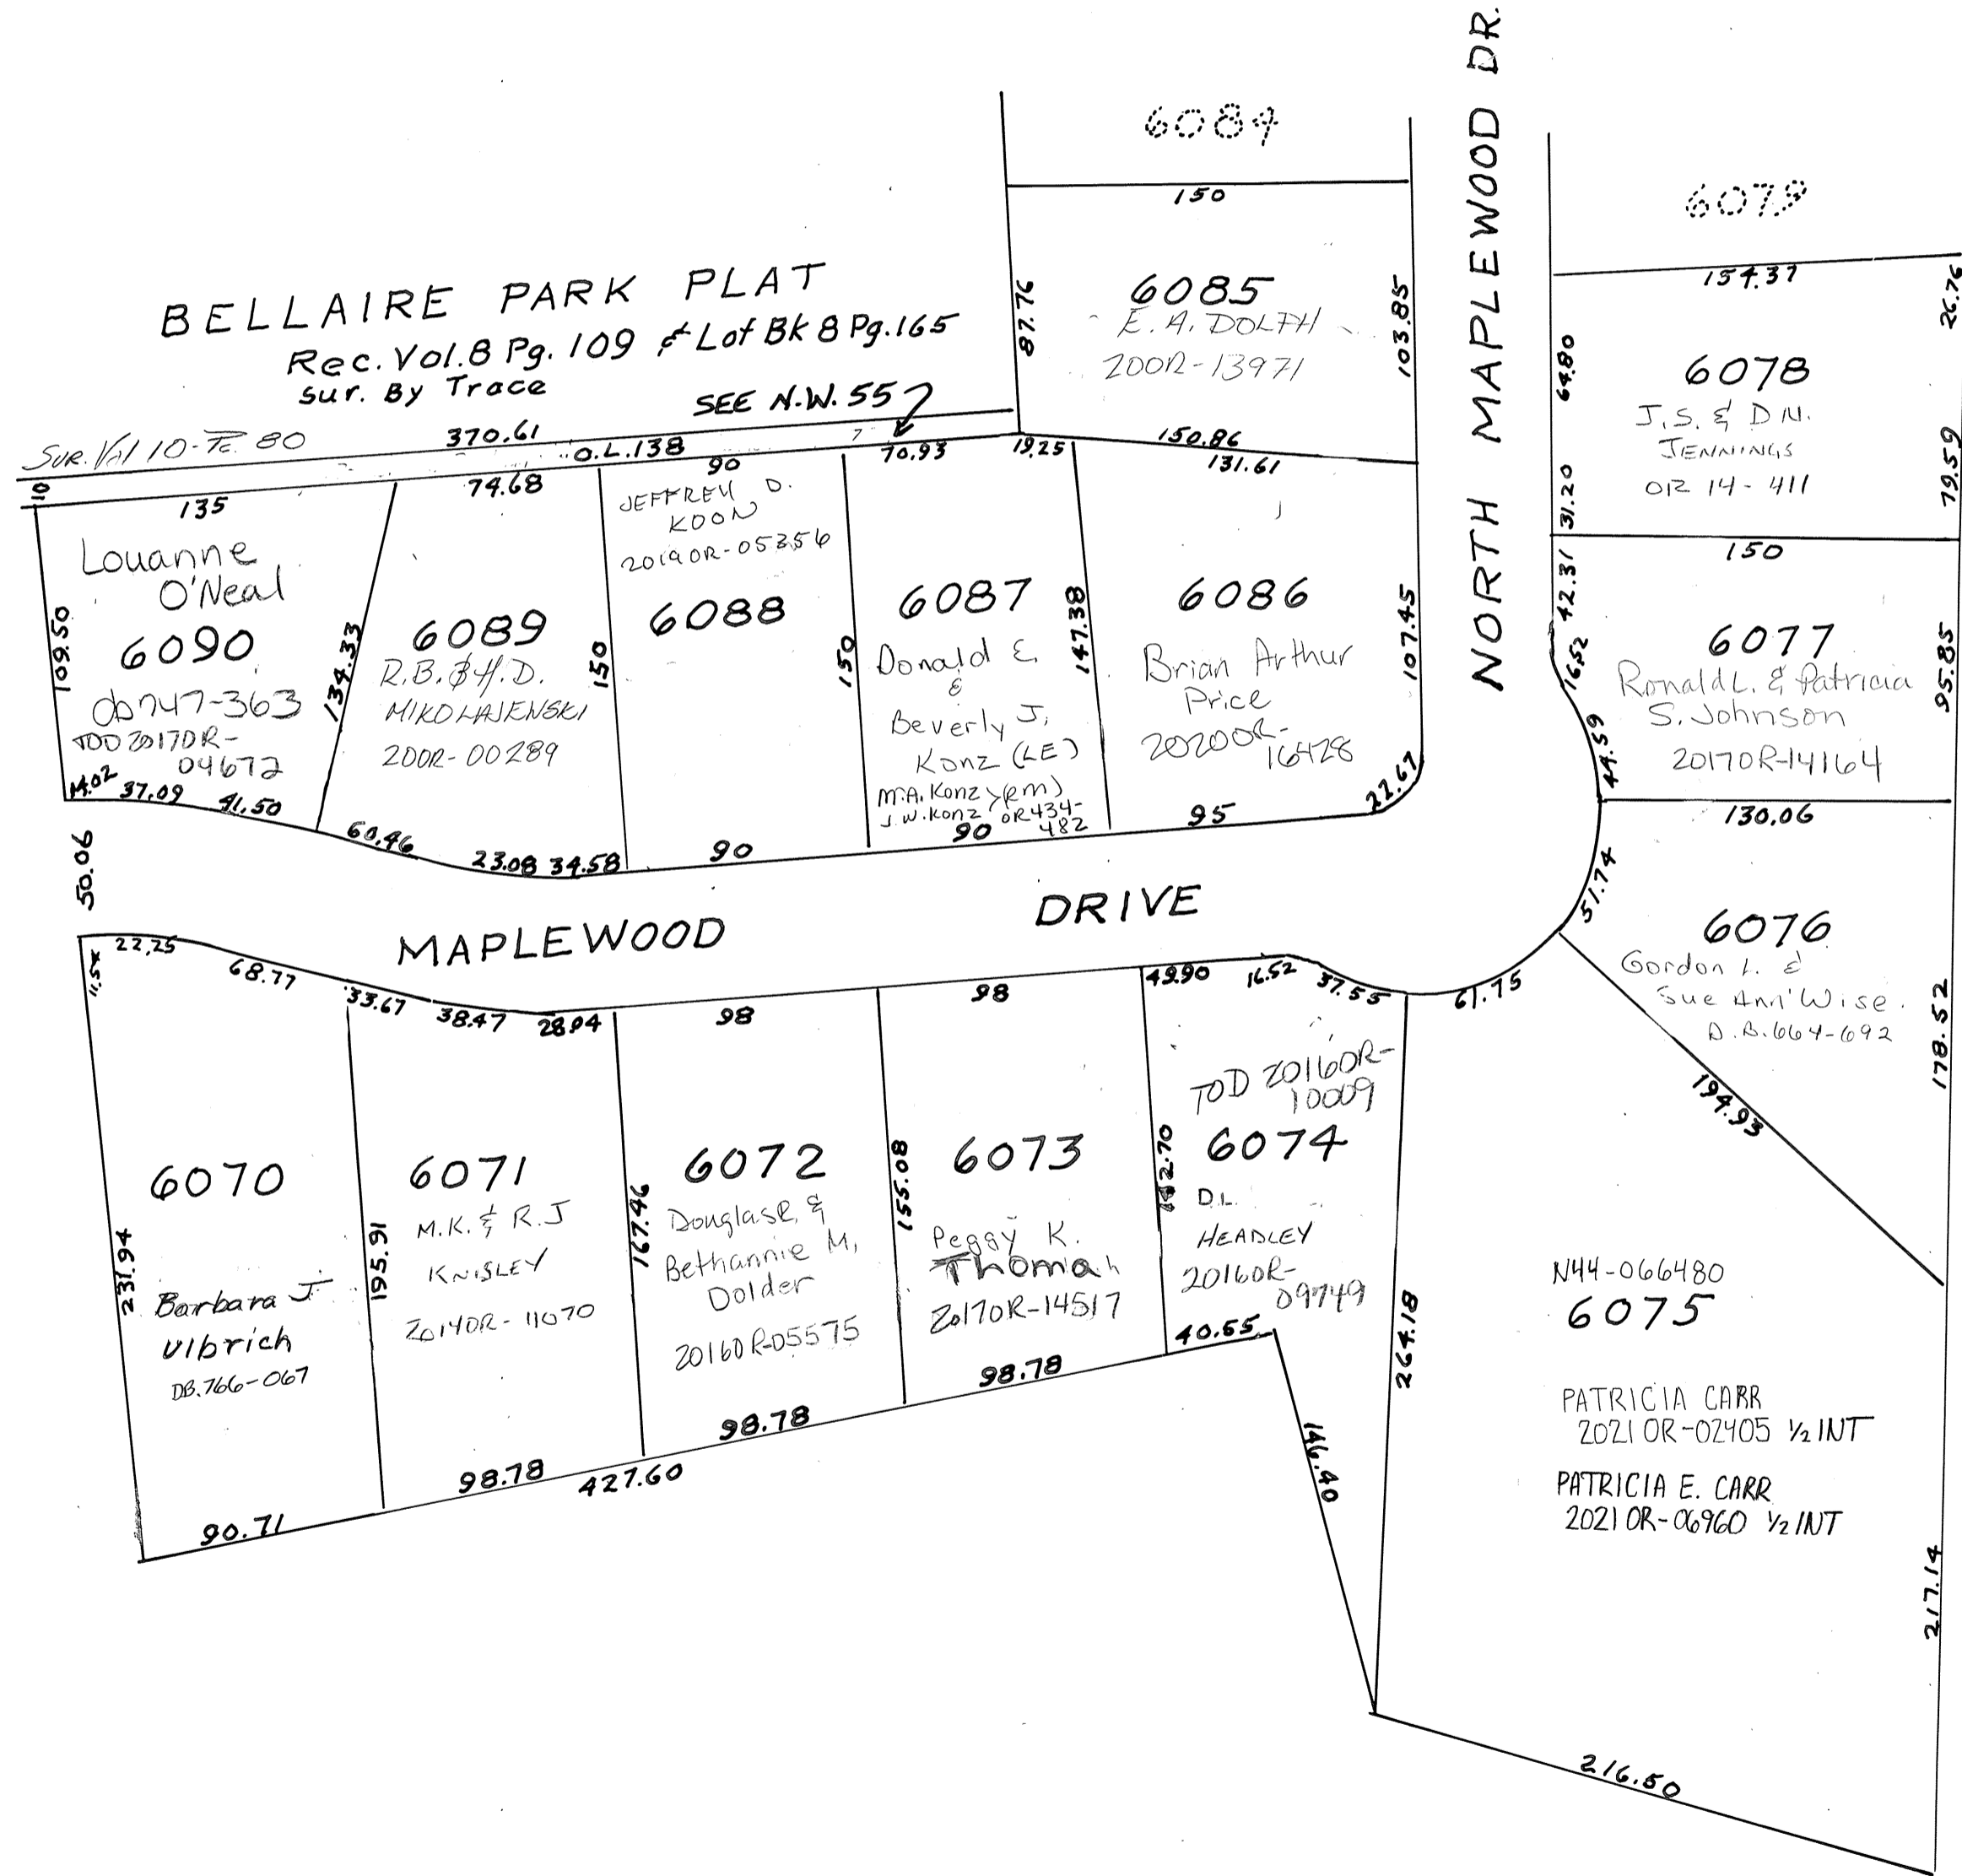 NORTH MAPLEWOOD DR.
6084
150
6079
154.37
26.76
BELLAIRE PARK PLAT
Rec. Vol.8 Pg. 109 & Lot Bk 8 Pg.165
Sur. By Trace
SEE N.W. 55
87.76
6085
E.A. DOLPH
200R-13971
103.85
64.80
6078
J.S. & D.N.
JENNINGS
OR 14-411
31.20
79.59
370.61
O.L.138
10
135
74.68
90
70.93
19.25
150.86
131.61
150
Louanne
O'Neal
6090
109.50
db747-363
TOD 2017OR-
04672
134.33
14.02
37.09
41.50
6089
R.B. & H.D.
MIKOLAJENSKI
200R-00289
150
60.46
23.08
34.58
JEFFREY D.
KOON
2019OR-05356
6088
150
90
6087
Donald E.
&
Beverly J.
Konz (LE)
M.A. Konz (RM)
J.W. Konz OR434-
482
90
147.38
6086
Brian Arthur
Price
2020OR-
16428
107.45
95
22.67
42.31
16.52
44.59
6077
Ronald L. & Patricia
S. Johnson
2017OR-14164
95.85
130.06
50.06
MAPLEWOOD DRIVE
51.74
6076
Gordon L. &
Sue Ann Wise
D.B. 664-692
178.52
194.93
61.75
11.54
22.25
68.77
33.67
38.47
28.04
98
98
49.90
16.52
37.55
6070
231.94
Barbara J
Ulbrich
DB.766-067
90.71
195.91
6071
M.K. & R.J
KNISLEY
2014OR-11070
98.78
427.60
167.46
6072
Douglas R. &
Bethannie M.
Dolder
2016OR-05575
98.78
155.08
6073
Peggy K.
Thomah
2017OR-14517
98.78
TOD 2016OR-
10009
6074
D.L.
HEADLEY
2016OR-
09749
40.55
146.40
264.18
N44-066480
6075
PATRICIA CARR
2021OR-02405 ½ INT
PATRICIA E. CARR
2021OR-06960 ½ INT
217.14
216.50